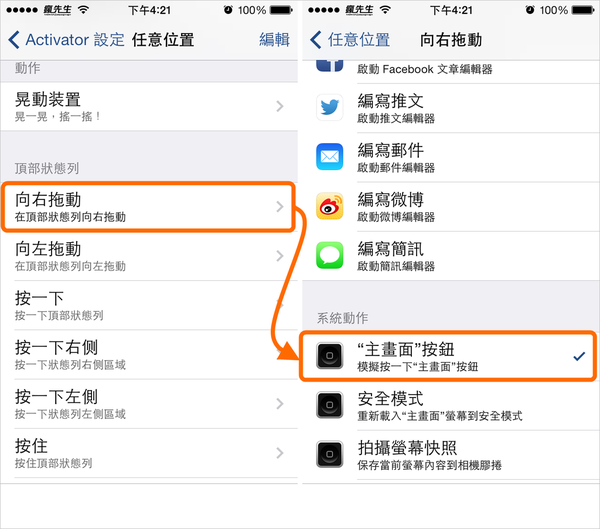 瘋先生 下午4:21 100%
Activator 設定 任意位置 編輯
動作
晃動装置
晃一晃，搖一搖！
頂部狀態列
向右拖動
在頂部狀態列向右拖動
向左拖動
在頂部狀態列向左拖動
按一下
按一下頂部狀態列
按一下右側
按一下狀態列右側區域
按一下左側
按一下狀態列左側區域
按住
按住頂部狀態列
瘋先生 下午4:21 100%
任意位置 向右拖動
啟動 Facebook 文章編輯器
編寫推文
啟動推文編輯器
編寫郵件
啟動郵件編輯器
編寫微博
啟動微博編輯器
編寫簡訊
啟動簡訊編輯器
系統動作
“主畫面”按鈕
模擬按一下“主畫面”按鈕
安全模式
重新載入“主畫面”螢幕到安全模式
拍攝螢幕快照
保存當前螢幕內容到相機膠捲